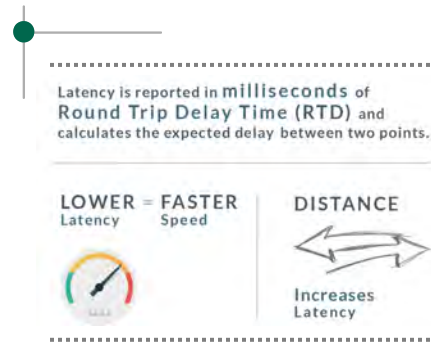 Latency is reported in milliseconds of
Round Trip Delay Time (RTD) and
calculates the expected delay between two points.
LOWER = FASTER
Latency Speed
DISTANCE
Increases
Latency